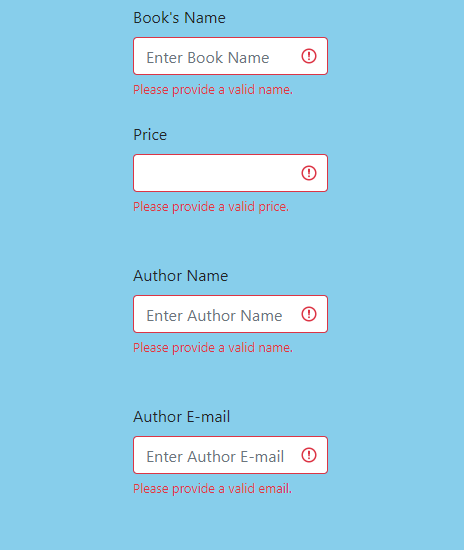 Book's Name
Enter Book Name
Please provide a valid name.
Price
Please provide a valid price.
Author Name
Enter Author Name
Please provide a valid name.
Author E-mail
Enter Author E-mail
Please provide a valid email.